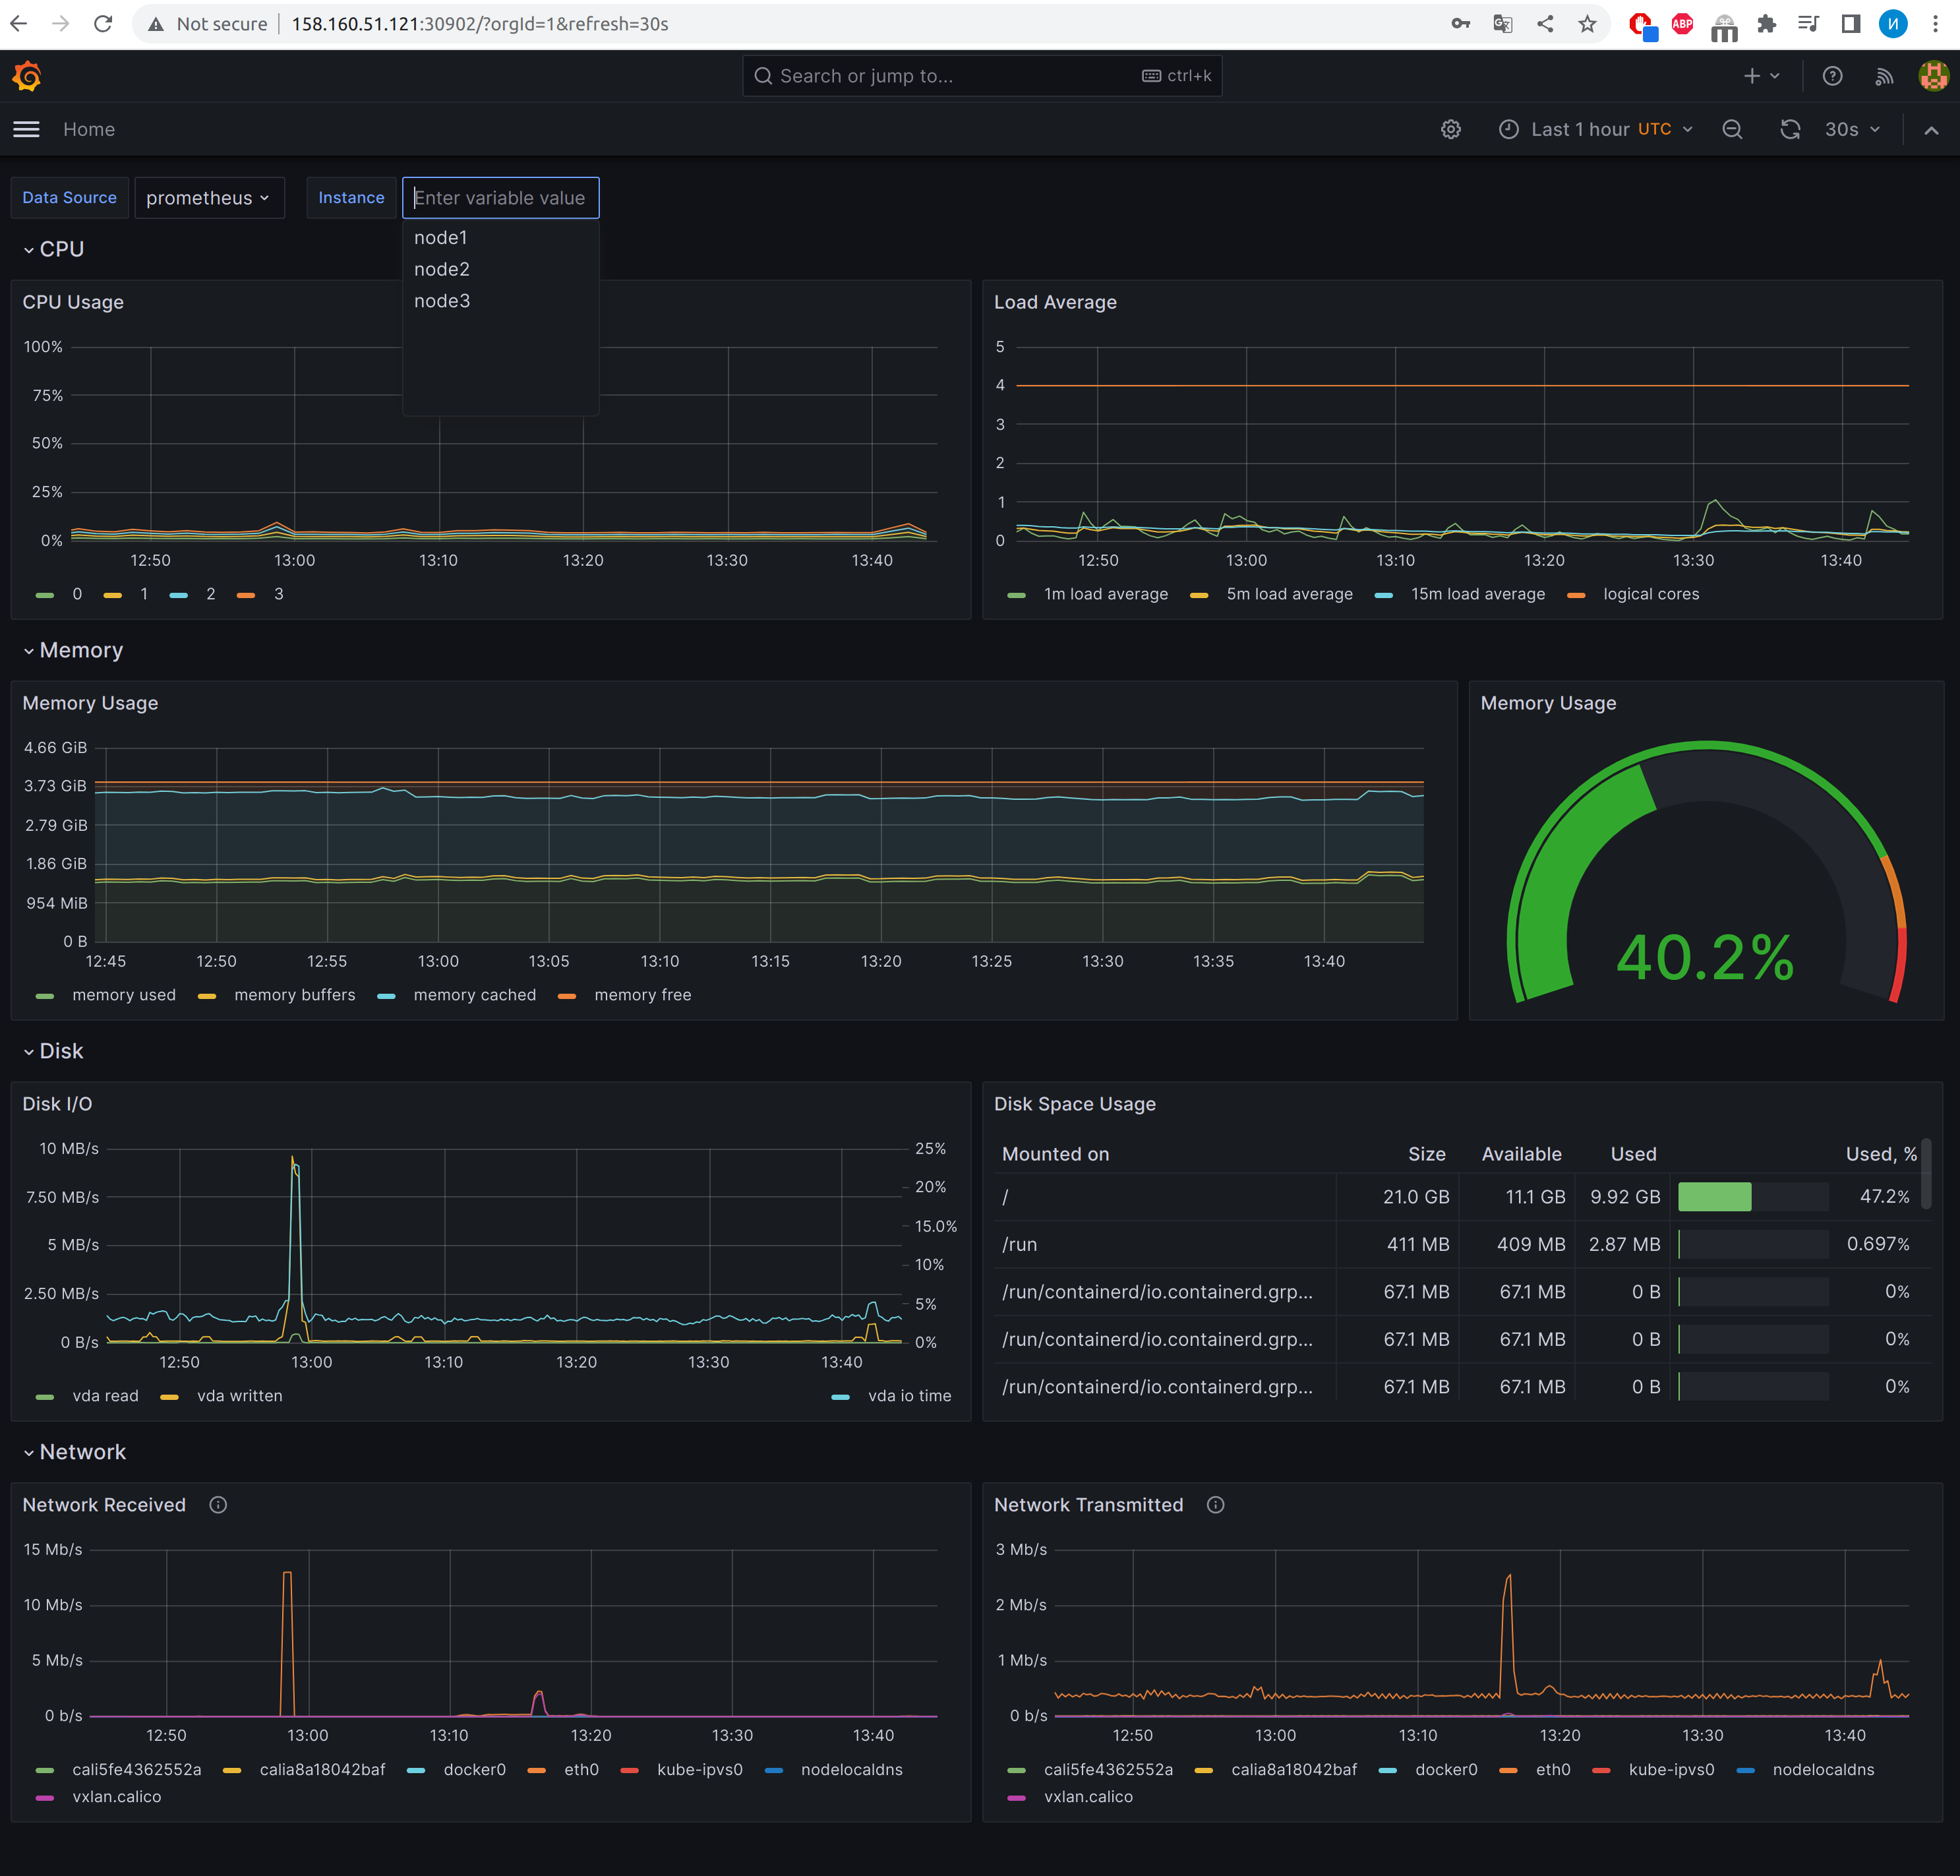 Not secure 158.160.51.121:30902/?orgId=1&refresh=30s ABP И
Search or jump to... ctrl+k
Home Last 1 hour UTC 30s
Data Source prometheus Instance Enter variable value
node1
node2
node3
CPU
CPU Usage
100%
75%
50%
25%
0%
12:50 13:00 13:10 13:20 13:30 13:40
0 1 2 3
Load Average
5
4
3
2
1
0
12:50 13:00 13:10 13:20 13:30 13:40
1m load average 5m load average 15m load average logical cores
Memory
Memory Usage
4.66 GiB
3.73 GiB
2.79 GiB
1.86 GiB
954 MiB
0 B
12:45 12:50 12:55 13:00 13:05 13:10 13:15 13:20 13:25 13:30 13:35 13:40
memory used memory buffers memory cached memory free
Memory Usage
40.2%
Disk
Disk I/O
10 MB/s
7.50 MB/s
5 MB/s
2.50 MB/s
0 B/s
25%
20%
15.0%
10%
5%
0%
12:50 13:00 13:10 13:20 13:30 13:40
vda read vda written vda io time
Disk Space Usage
Mounted on Size Available Used Used, %
/ 21.0 GB 11.1 GB 9.92 GB 47.2%
/run 411 MB 409 MB 2.87 MB 0.697%
/run/containerd/io.containerd.grp... 67.1 MB 67.1 MB 0 B 0%
/run/containerd/io.containerd.grp... 67.1 MB 67.1 MB 0 B 0%
/run/containerd/io.containerd.grp... 67.1 MB 67.1 MB 0 B 0%
Network
Network Received
15 Mb/s
10 Mb/s
5 Mb/s
0 b/s
12:50 13:00 13:10 13:20 13:30 13:40
cali5fe4362552a calia8a18042baf docker0 eth0 kube-ipvs0 nodelocaldns
vxlan.calico
Network Transmitted
3 Mb/s
2 Mb/s
1 Mb/s
0 b/s
12:50 13:00 13:10 13:20 13:30 13:40
cali5fe4362552a calia8a18042baf docker0 eth0 kube-ipvs0 nodelocaldns
vxlan.calico